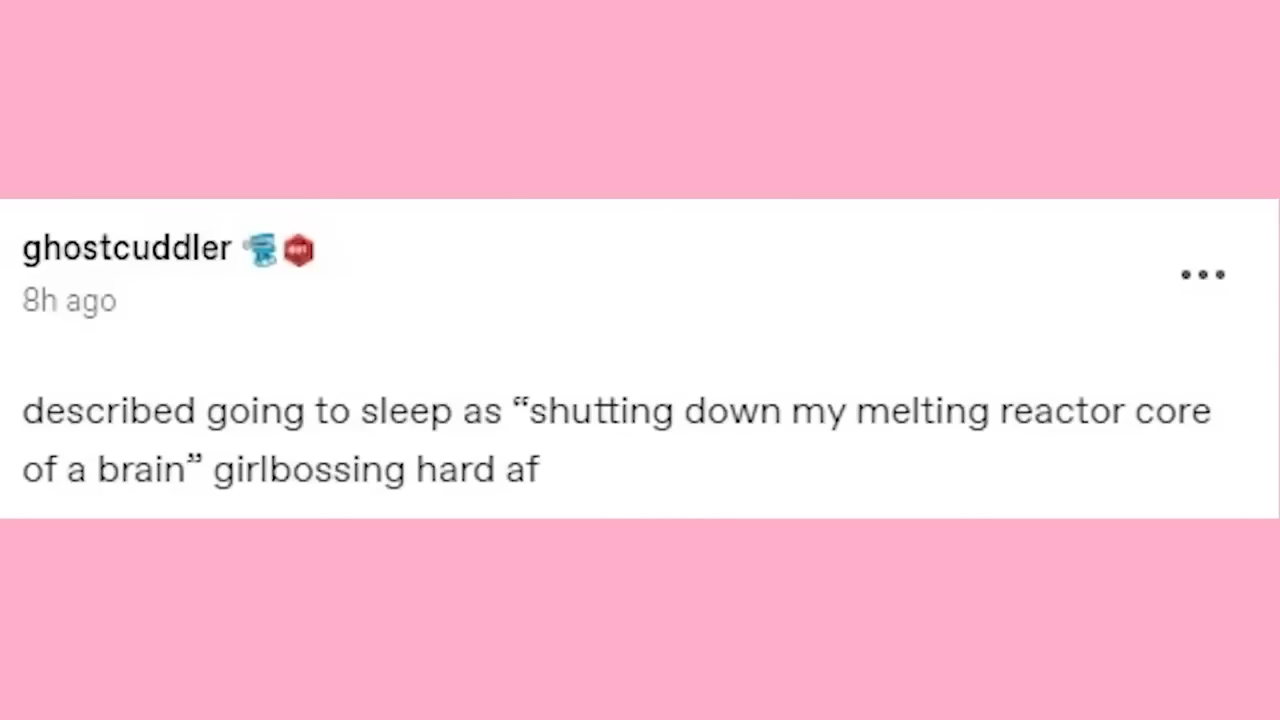 ghostcuddler
8h ago
described going to sleep as “shutting down my melting reactor core
of a brain” girlbossing hard af